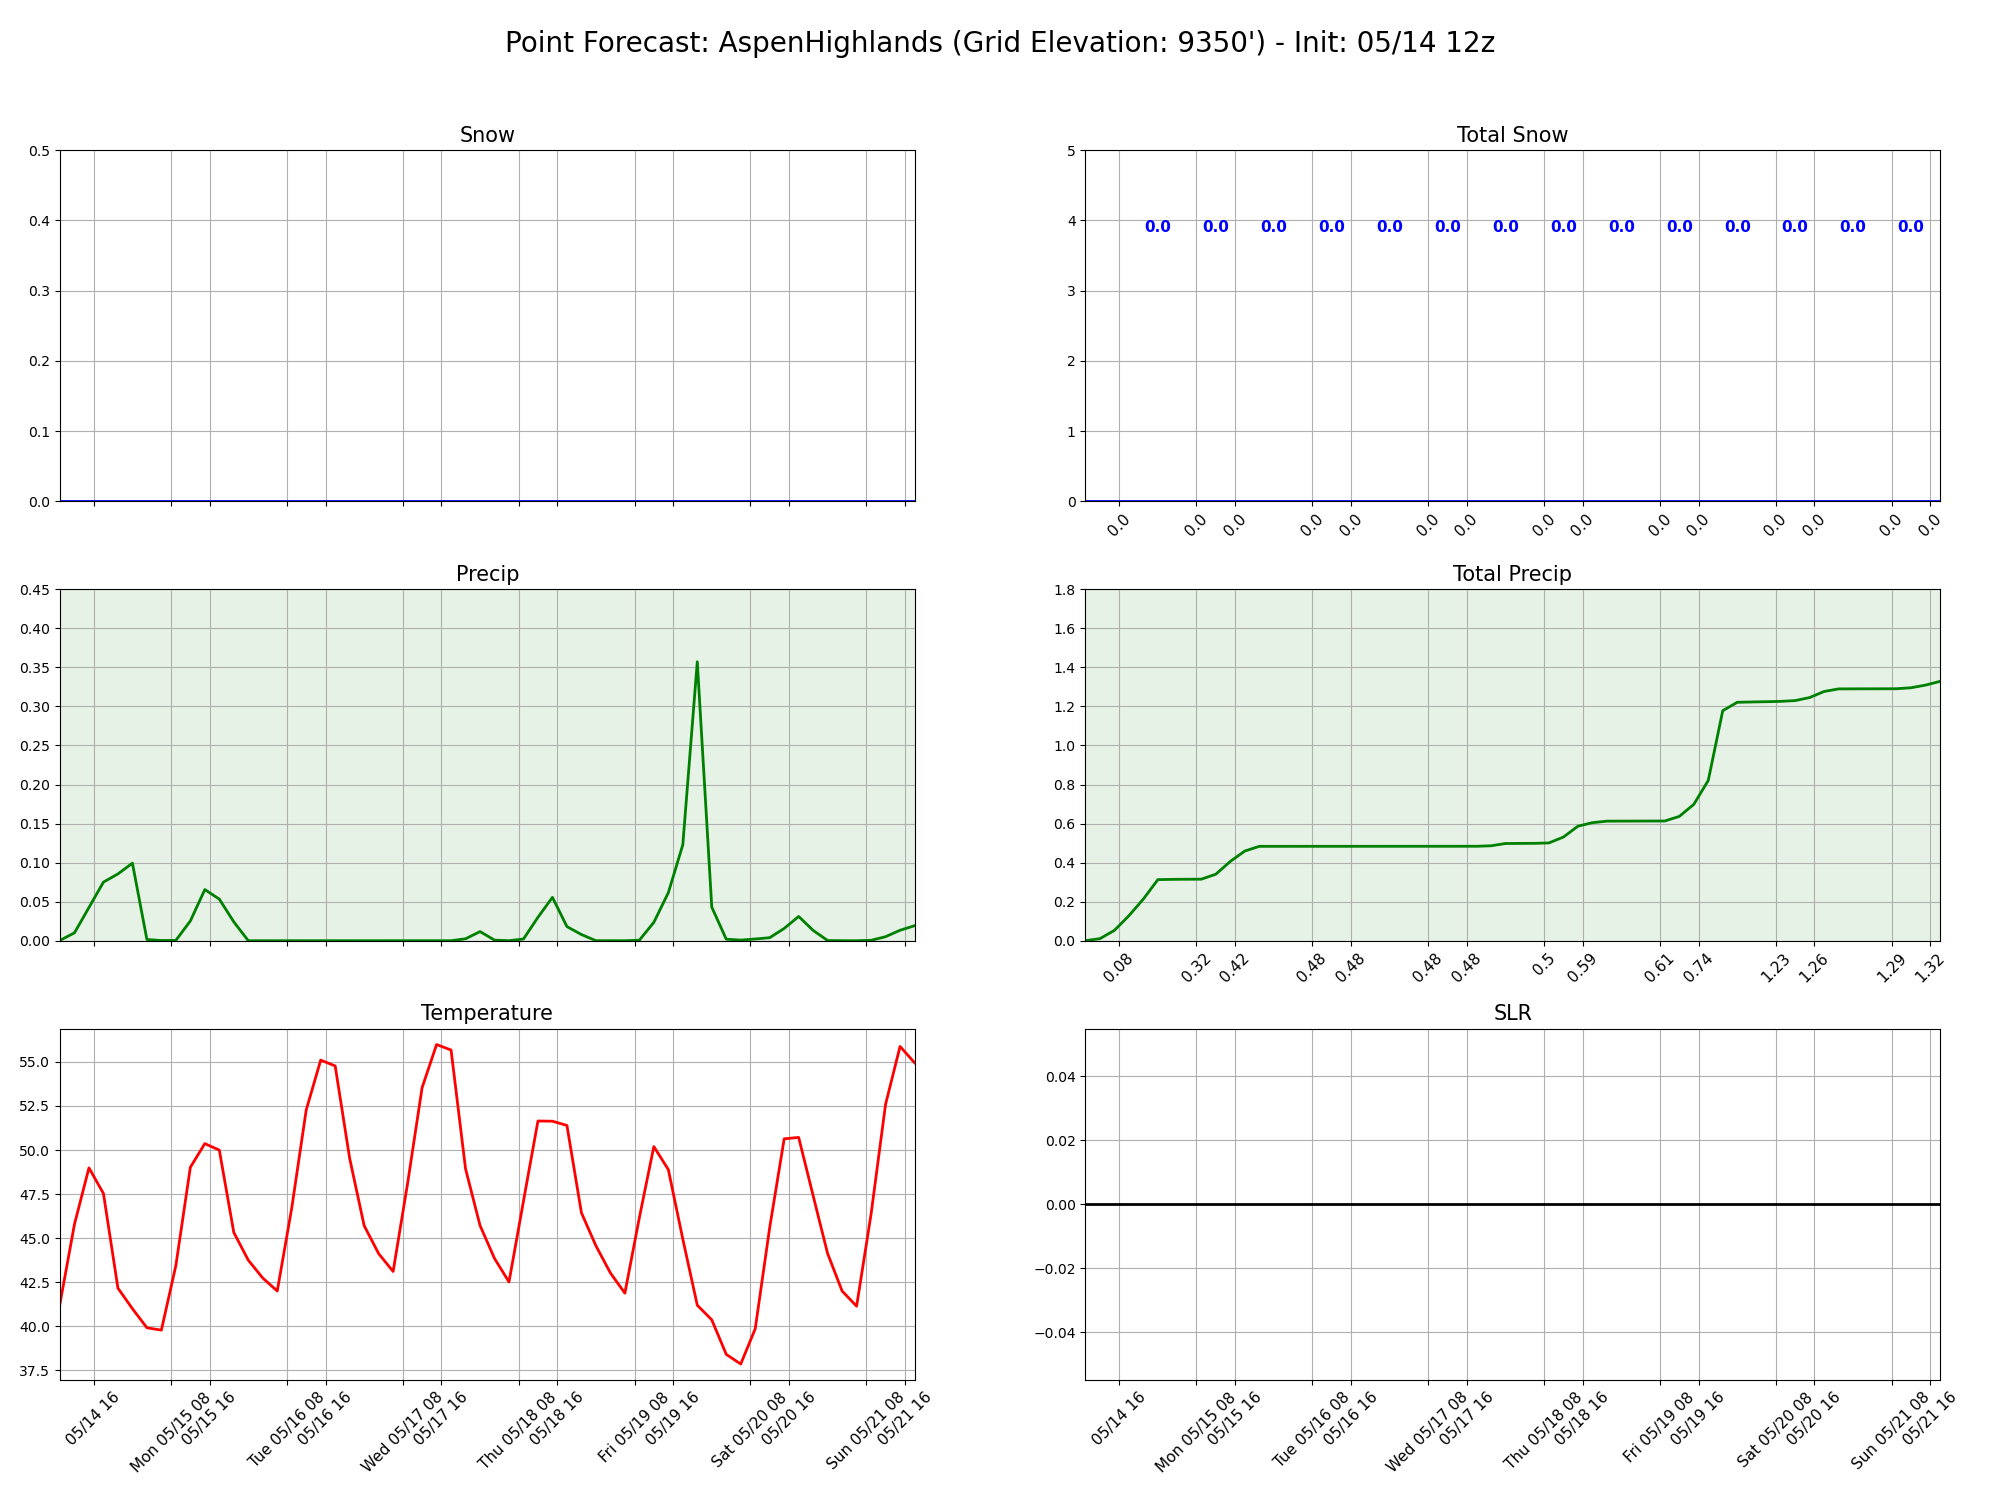 Point Forecast: AspenHighlands (Grid Elevation: 9350') - Init: 05/14 12z
Snow
0.5
0.4
0.3
0.2
0.1
0.0
Total Snow
5
4
3
2
1
0
0.0 0.0 0.0 0.0 0.0 0.0 0.0 0.0 0.0 0.0 0.0 0.0 0.0 0.0
0.0 0.0 0.0 0.0 0.0 0.0 0.0 0.0 0.0 0.0 0.0 0.0 0.0 0.0 0.0
Precip
0.45
0.40
0.35
0.30
0.25
0.20
0.15
0.10
0.05
0.00
Total Precip
1.8
1.6
1.4
1.2
1.0
0.8
0.6
0.4
0.2
0.0
0.08 0.32 0.42 0.48 0.48 0.48 0.48 0.5 0.59 0.61 0.74 1.23 1.26 1.29 1.32
Temperature
55.0
52.5
50.0
47.5
45.0
42.5
40.0
37.5
05/14 16
Mon 05/15 08
05/15 16
Tue 05/16 08
05/16 16
Wed 05/17 08
05/17 16
Thu 05/18 08
05/18 16
Fri 05/19 08
05/19 16
Sat 05/20 08
05/20 16
Sun 05/21 08
05/21 16
SLR
0.04
0.02
0.00
−0.02
−0.04
05/14 16
Mon 05/15 08
05/15 16
Tue 05/16 08
05/16 16
Wed 05/17 08
05/17 16
Thu 05/18 08
05/18 16
Fri 05/19 08
05/19 16
Sat 05/20 08
05/20 16
Sun 05/21 08
05/21 16